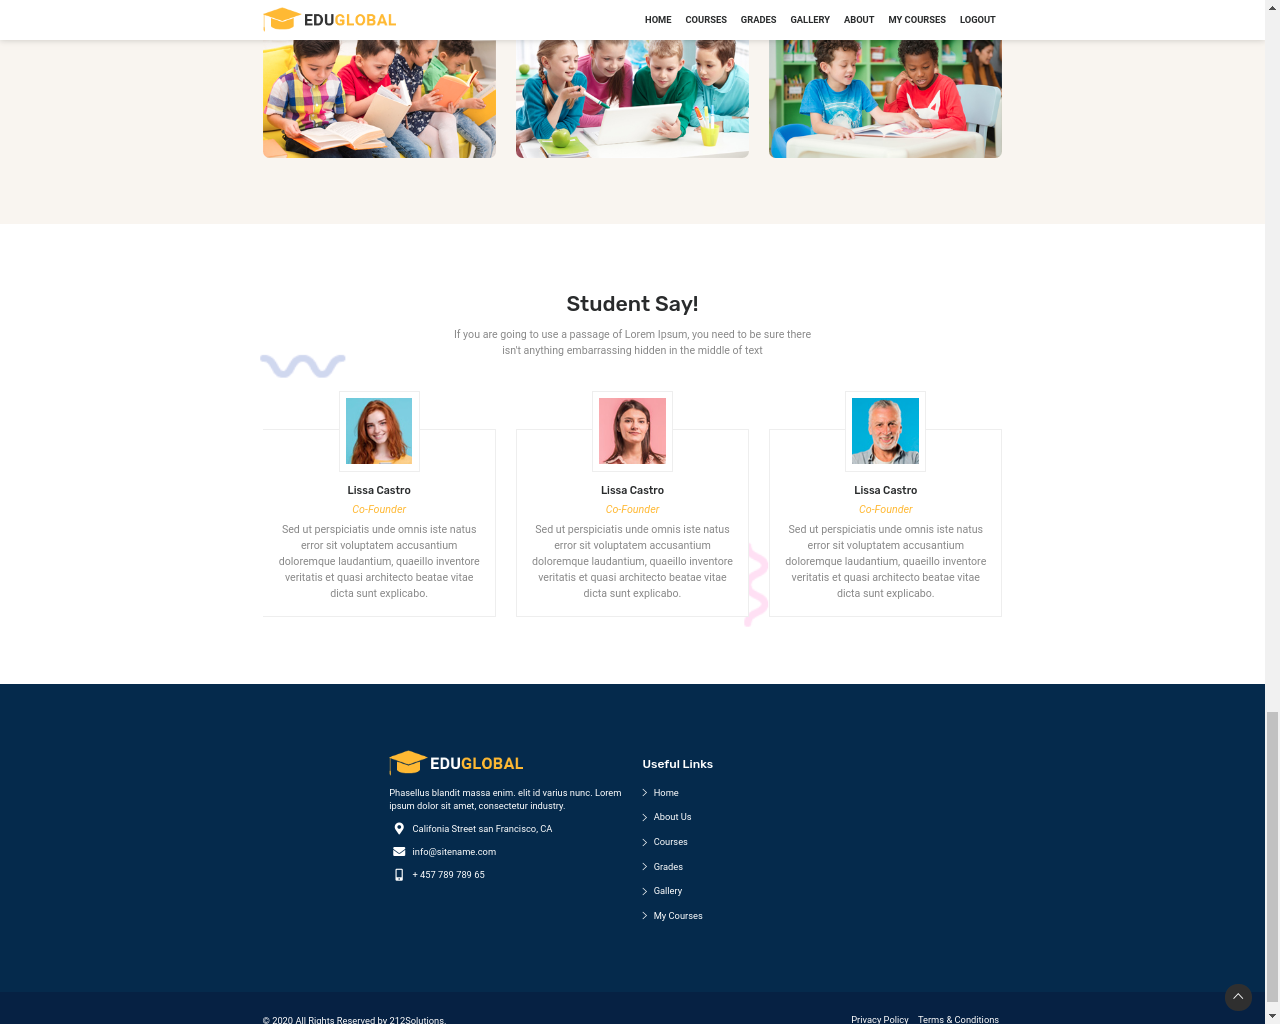 EDUGLOBAL
HOME COURSES GRADES GALLERY ABOUT MY COURSES LOGOUT
Student Say!
If you are going to use a passage of Lorem Ipsum, you need to be sure there
isn't anything embarrassing hidden in the middle of text
Lissa Castro
Co-Founder
Sed ut perspiciatis unde omnis iste natus
error sit voluptatem accusantium
doloremque laudantium, quaeillo inventore
veritatis et quasi architecto beatae vitae
dicta sunt explicabo.
Lissa Castro
Co-Founder
Sed ut perspiciatis unde omnis iste natus
error sit voluptatem accusantium
doloremque laudantium, quaeillo inventore
veritatis et quasi architecto beatae vitae
dicta sunt explicabo.
Lissa Castro
Co-Founder
Sed ut perspiciatis unde omnis iste natus
error sit voluptatem accusantium
doloremque laudantium, quaeillo inventore
veritatis et quasi architecto beatae vitae
dicta sunt explicabo.
EDUGLOBAL
Phasellus blandit massa enim. elit id varius nunc. Lorem
ipsum dolor sit amet, consectetur industry.
Califonia Street san Francisco, CA
info@sitename.com
+ 457 789 789 65
Useful Links
Home
About Us
Courses
Grades
Gallery
My Courses
© 2020 All Rights Reserved by 212Solutions.
Privacy Policy Terms & Conditions